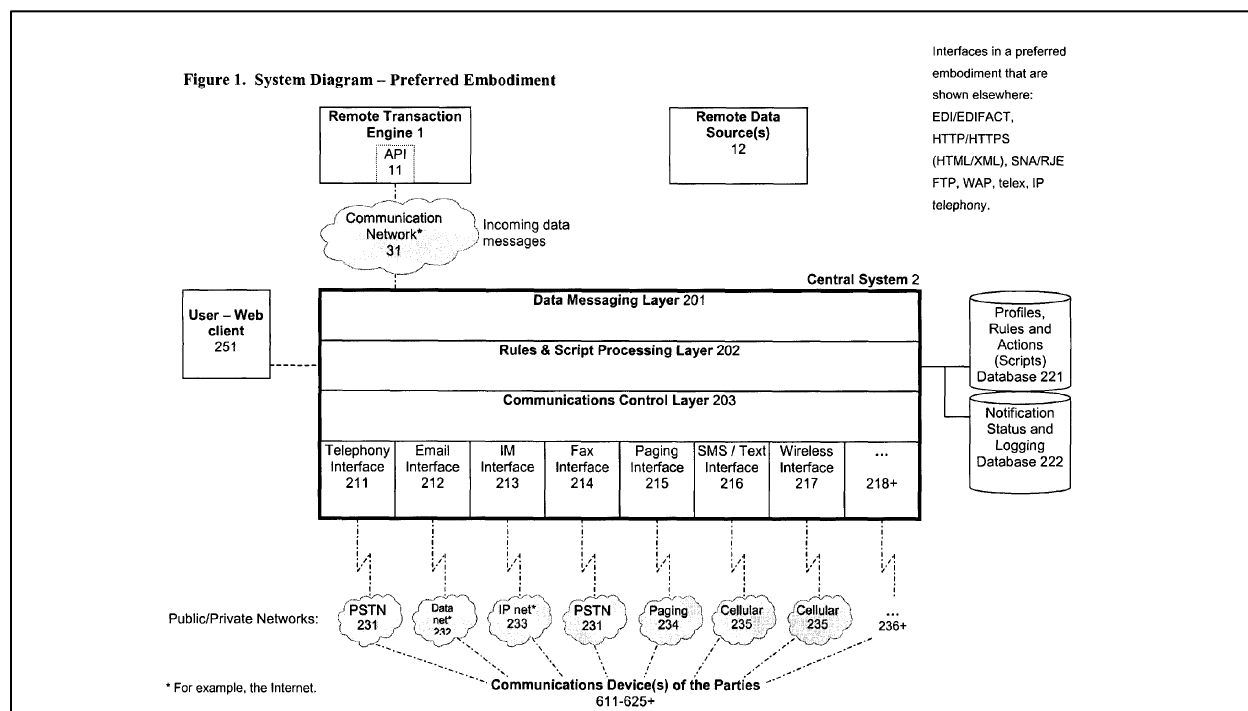 Interfaces in a preferred
embodiment that are
shown elsewhere:
EDI/EDIFACT,
HTTP/HTTPS
(HTML/XML), SNA/RJE
FTP, WAP, telex, IP
telephony.
Figure 1. System Diagram – Preferred Embodiment
Remote Transaction
Engine 1
API
11
Remote Data
Source(s)
12
Communication
Network*
31
Incoming data
messages
Central System 2
User – Web
client
251
Data Messaging Layer 201
Rules & Script Processing Layer 202
Communications Control Layer 203
Telephony
Interface
211
Email
Interface
212
IM
Interface
213
Fax
Interface
214
Paging
Interface
215
SMS / Text
Interface
216
Wireless
Interface
217
...
218+
Profiles,
Rules and
Actions
(Scripts)
Database 221
Notification
Status and
Logging
Database 222
Public/Private Networks:
PSTN
231
Data
net*
232
IP net*
233
PSTN
231
Paging
234
Cellular
235
Cellular
235
...
236+
* For example, the Internet.
Communications Device(s) of the Parties
611-625+